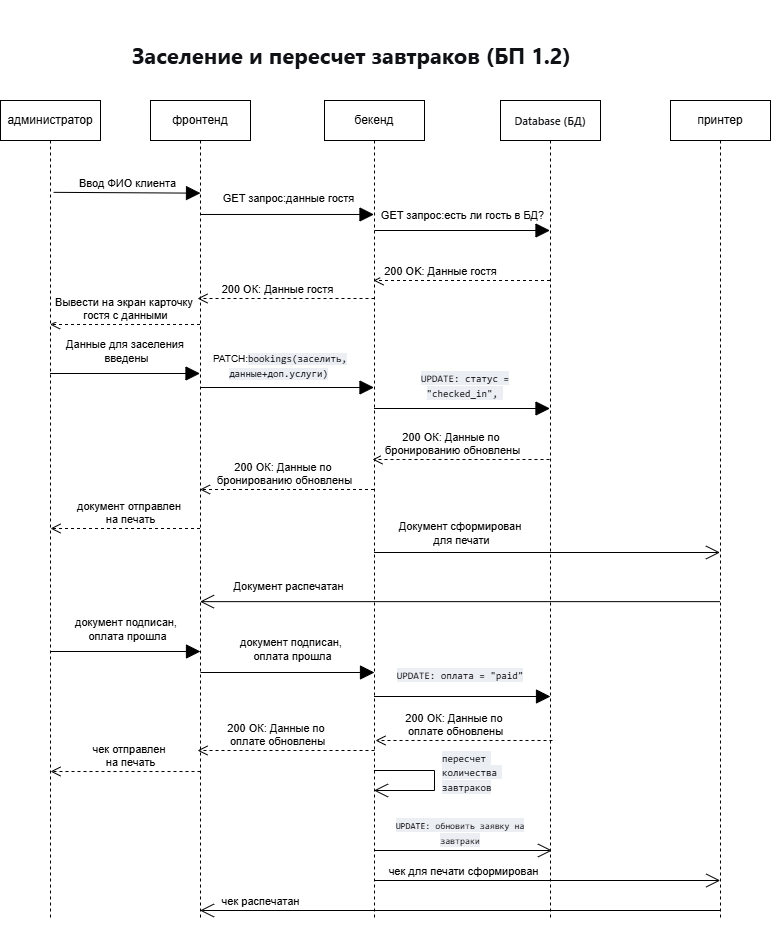 Заселение и пересчет завтраков (БП 1.2)
администратор
фронтенд
бекенд
Database (БД)
принтер
Ввод ФИО клиента
GET запрос:данные гостя
GET запрос:есть ли гость в БД?
200 OK: Данные гостя
200 ОК: Данные гостя
Вывести на экран карточку
гостя с данными
Данные для заселения
введены
PATCH:bookings(заселить,
данные+доп.услуги)
UPDATE: статус =
"checked_in",
200 ОК: Данные по
бронированию обновлены
200 ОК: Данные по
бронированию обновлены
документ отправлен
на печать
Документ сформирован
для печати
Документ распечатан
документ подписан,
оплата прошла
документ подписан,
оплата прошла
UPDATE: оплата = "paid"
200 ОК: Данные по
оплате обновлены
200 ОК: Данные по
оплате обновлены
чек отправлен
на печать
пересчет
количества
завтраков
UPDATE: обновить заявку на
завтраки
чек для печати сформирован
чек распечатан